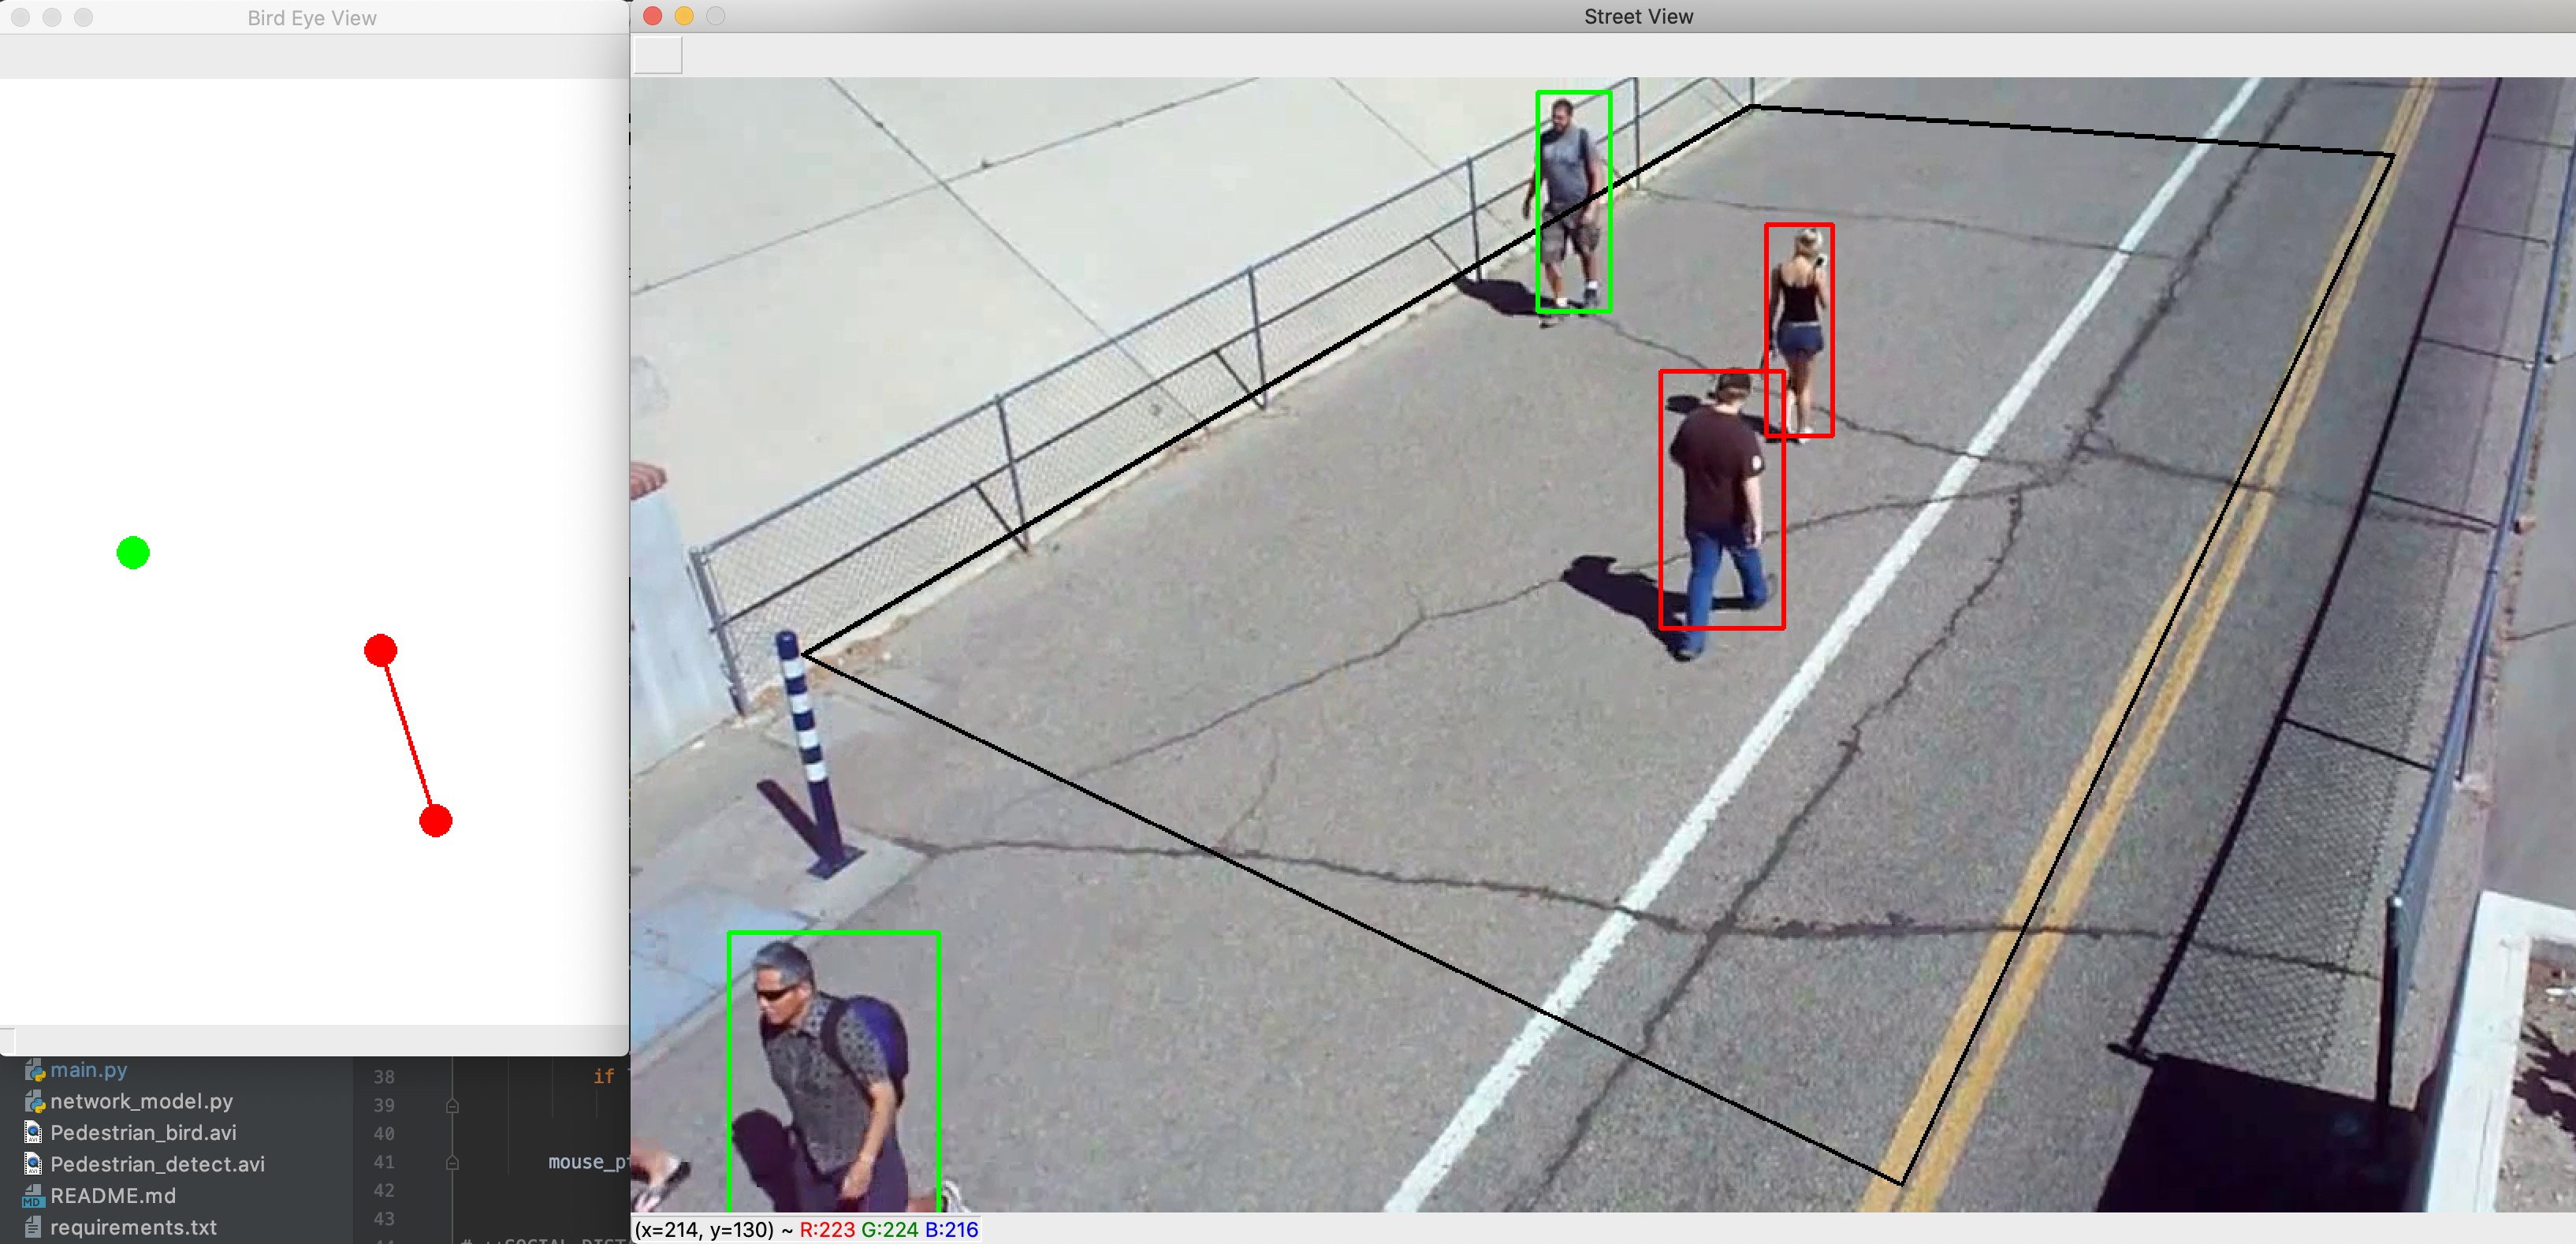 Bird Eye View
Street View
main.py
network_model.py
Pedestrian_bird.avi
Pedestrian_detect.avi
README.md
requirements.txt
38 if
39
40
41 mouse_pt
42
43
(x=214, y=130) ~ R:223 G:224 B:216